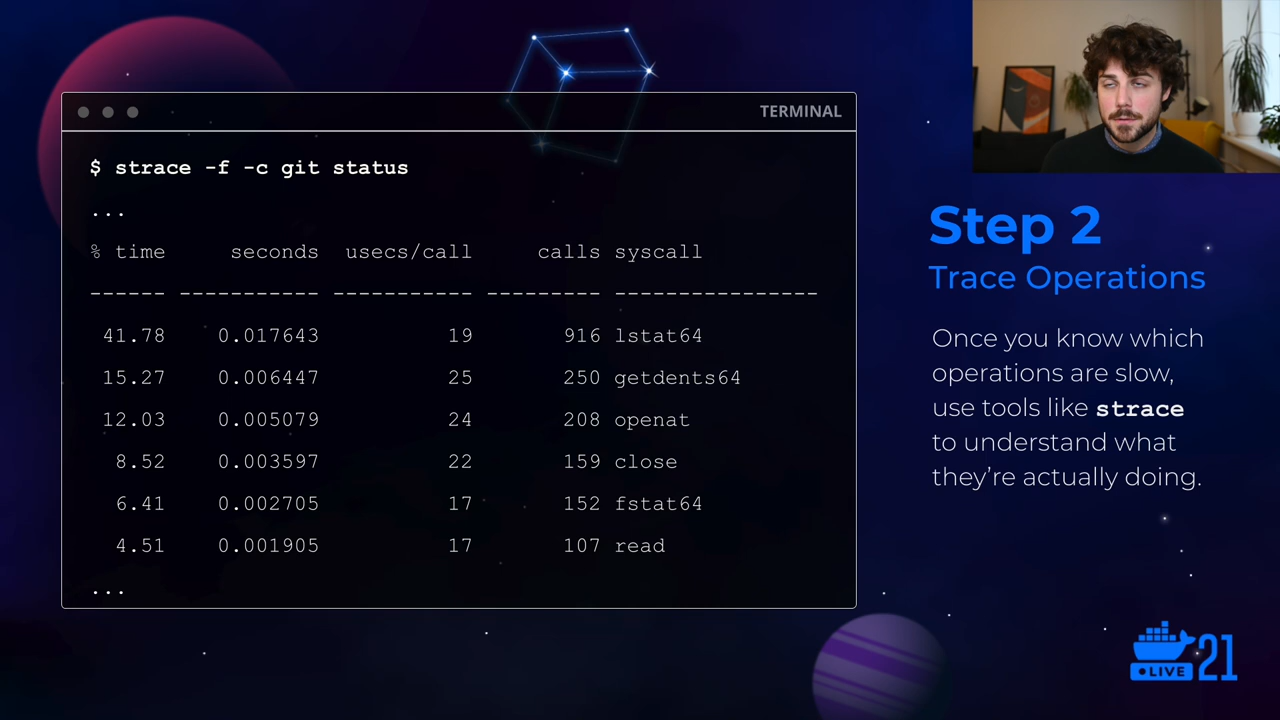 TERMINAL
$ strace -f -c git status
...
% time seconds usecs/call calls syscall
------ ----------- ----------- --------- ----------------
41.78 0.017643 19 916 lstat64
15.27 0.006447 25 250 getdents64
12.03 0.005079 24 208 openat
8.52 0.003597 22 159 close
6.41 0.002705 17 152 fstat64
4.51 0.001905 17 107 read
...
Step 2
Trace Operations
Once you know which
operations are slow,
use tools like strace
to understand what
they’re actually doing.
LIVE 21